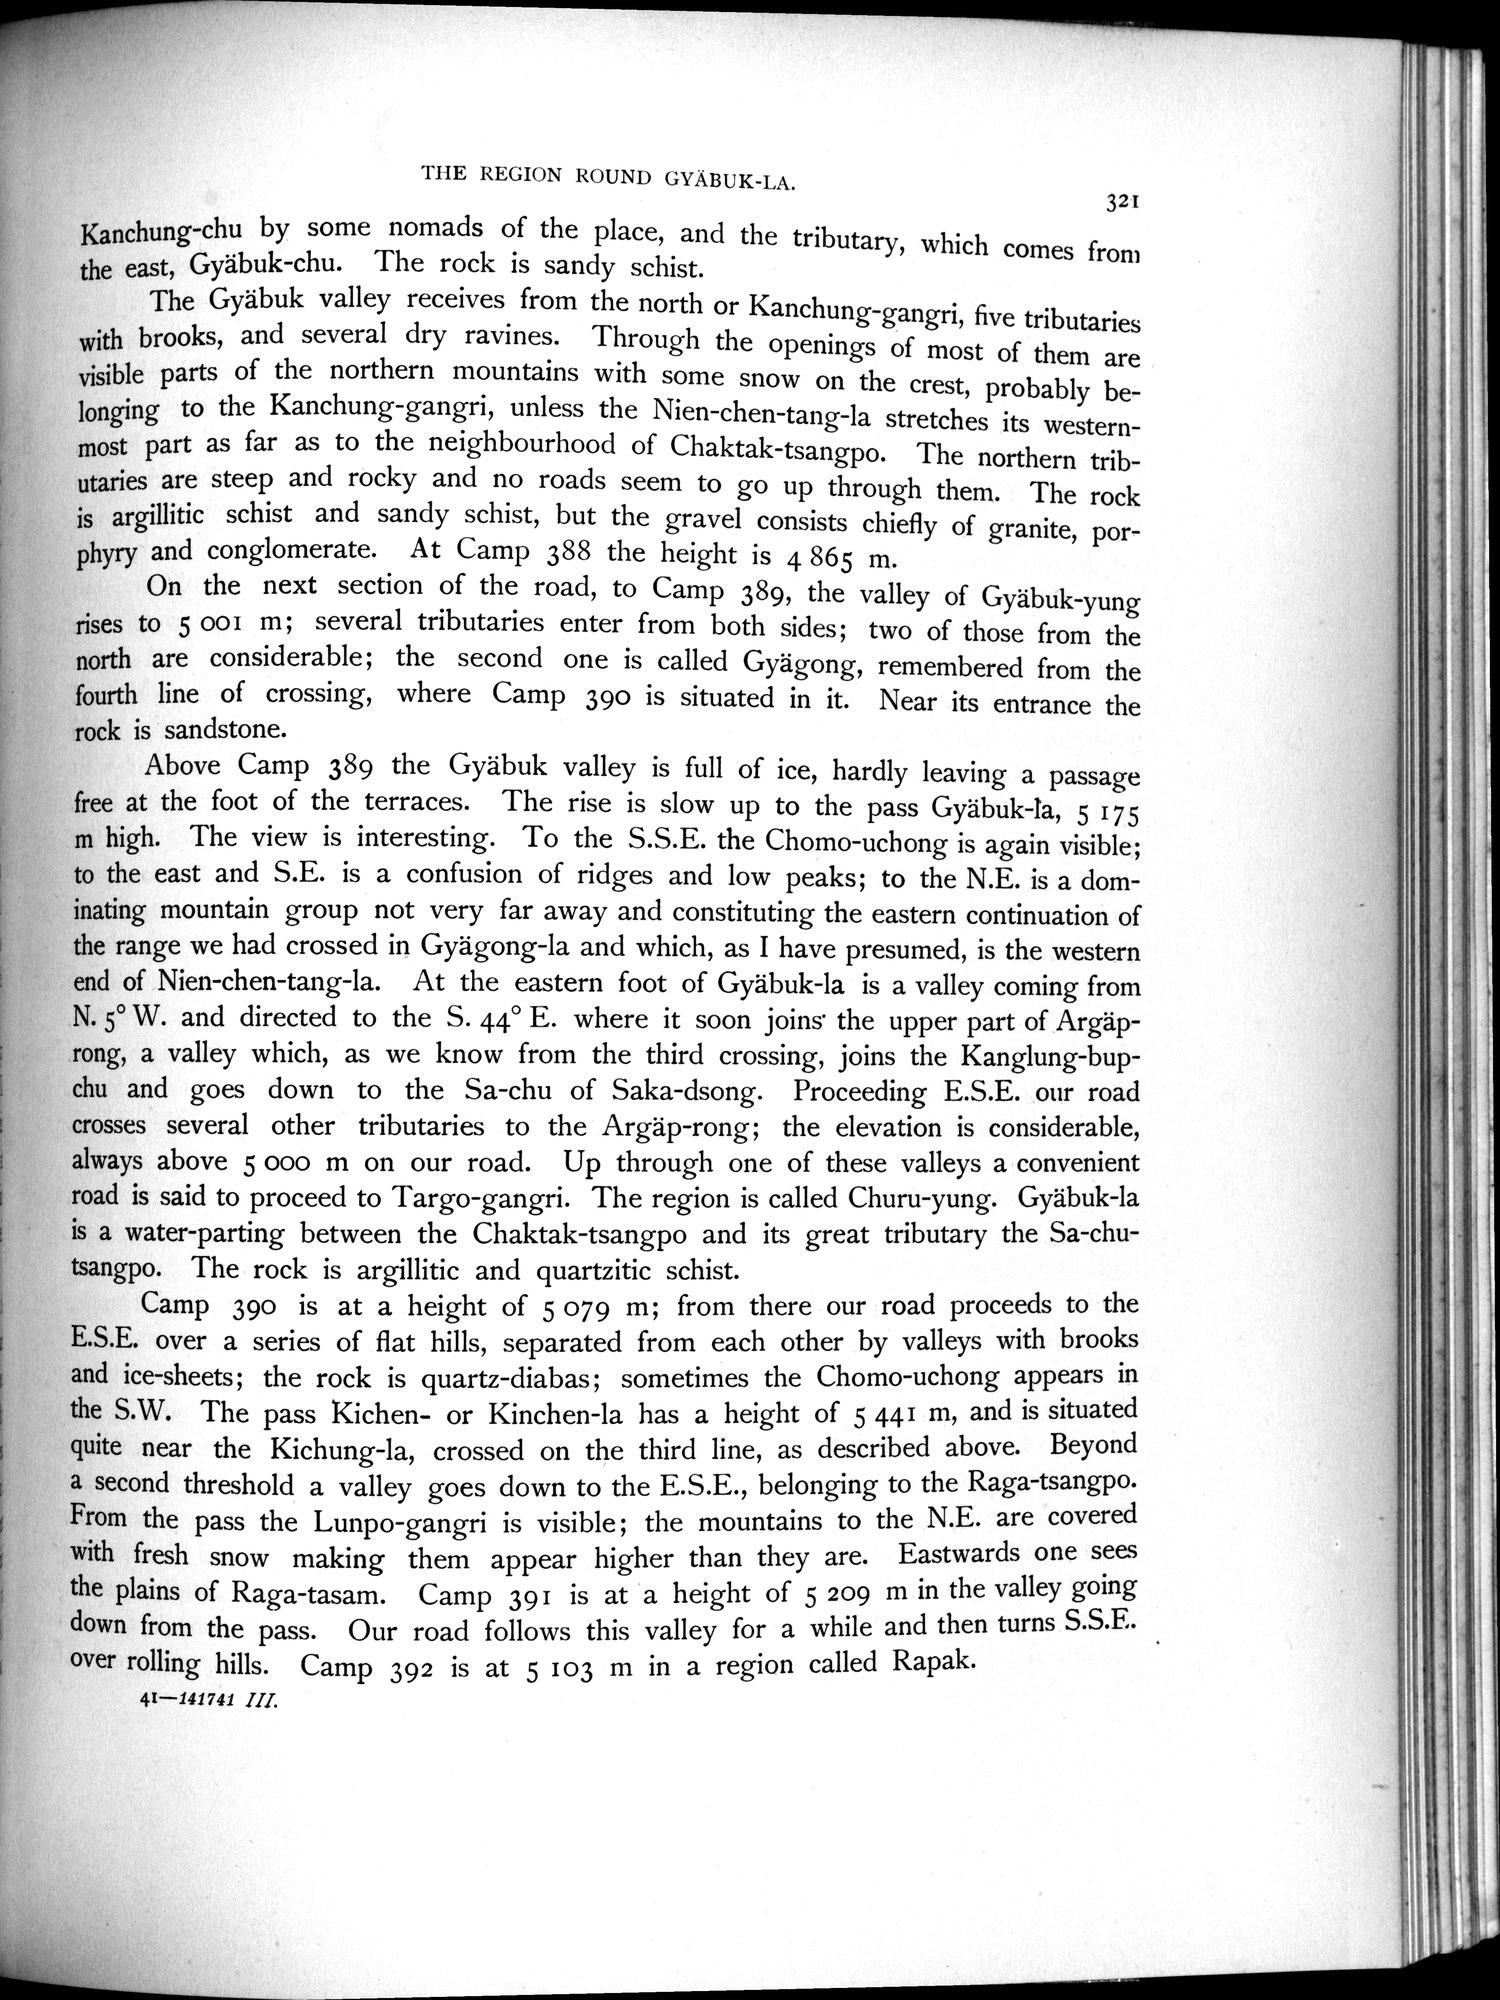 THE REGION ROUND GYÄBUK-LA.
321
Kanchung-chu by some nomads of the place, and the tributary, which comes from
the east, Gyäbuk-chu. The rock is sandy schist.
The Gyäbuk valley receives from the north or Kanchung-gangri, five tributaries
with brooks, and several dry ravines. Through the openings of most of them are
visible parts of the northern mountains with some snow on the crest, probably be-
longing to the Kanchung-gangri, unless the Nien-chen-tang-la stretches its western-
most part as far as to the neighbourhood of Chaktak-tsangpo. The northern trib-
utaries are steep and rocky and no roads seem to go up through them. The rock
is argillitic schist and sandy schist, but the gravel consists chiefly of granite, por-
phyry and conglomerate. At Camp 388 the height is 4 865 m.
On the next section of the road, to Camp 389, the valley of Gyäbuk-yung
rises to 5 001 m; several tributaries enter from both sides; two of those from the
north are considerable; the second one is called Gyägong, remembered from the
fourth line of crossing, where Camp 390 is situated in it. Near its entrance the
rock is sandstone.
Above Camp 389 the Gyäbuk valley is full of ice, hardly leaving a passage
free at the foot of the terraces. The rise is slow up to the pass Gyäbuk-la, 5 175
m high. The view is interesting. To the S.S.E. the Chomo-uchong is again visible;
to the east and S.E. is a confusion of ridges and low peaks; to the N.E. is a dom-
inating mountain group not very far away and constituting the eastern continuation of
the range we had crossed in Gyägong-la and which, as I have presumed, is the western
end of Nien-chen-tang-la. At the eastern foot of Gyäbuk-la is a valley coming from
N. 5° W. and directed to the S. 44° E. where it soon joins the upper part of Argäp-
rong, a valley which, as we know from the third crossing, joins the Kanglung-bup-
chu and goes down to the Sa-chu of Saka-dsong. Proceeding E.S.E. our road
crosses several other tributaries to the Argäp-rong; the elevation is considerable,
always above 5 000 m on our road. Up through one of these valleys a convenient
road is said to proceed to Targo-gangri. The region is called Churu-yung. Gyäbuk-la
is a water-parting between the Chaktak-tsangpo and its great tributary the Sa-chu-
tsangpo. The rock is argillitic and quartzitic schist.
Camp 390 is at a height of 5 079 m; from there our road proceeds to the
E.S.E. over a series of flat hills, separated from each other by valleys with brooks
and ice-sheets; the rock is quartz-diabas; sometimes the Chomo-uchong appears in
the S.W. The pass Kichen- or Kinchen-la has a height of 5 441 m, and is situated
quite near the Kichung-la, crossed on the third line, as described above. Beyond
a second threshold a valley goes down to the E.S.E., belonging to the Raga-tsangpo.
From the pass the Lunpo-gangri is visible; the mountains to the N.E. are covered
with fresh snow making them appear higher than they are. Eastwards one sees
the plains of Raga-tasam. Camp 391 is at a height of 5 209 m in the valley going
down from the pass. Our road follows this valley for a while and then turns S.S.E.
over rolling hills. Camp 392 is at 5 103 m in a region called Rapak.
41—141741 III.